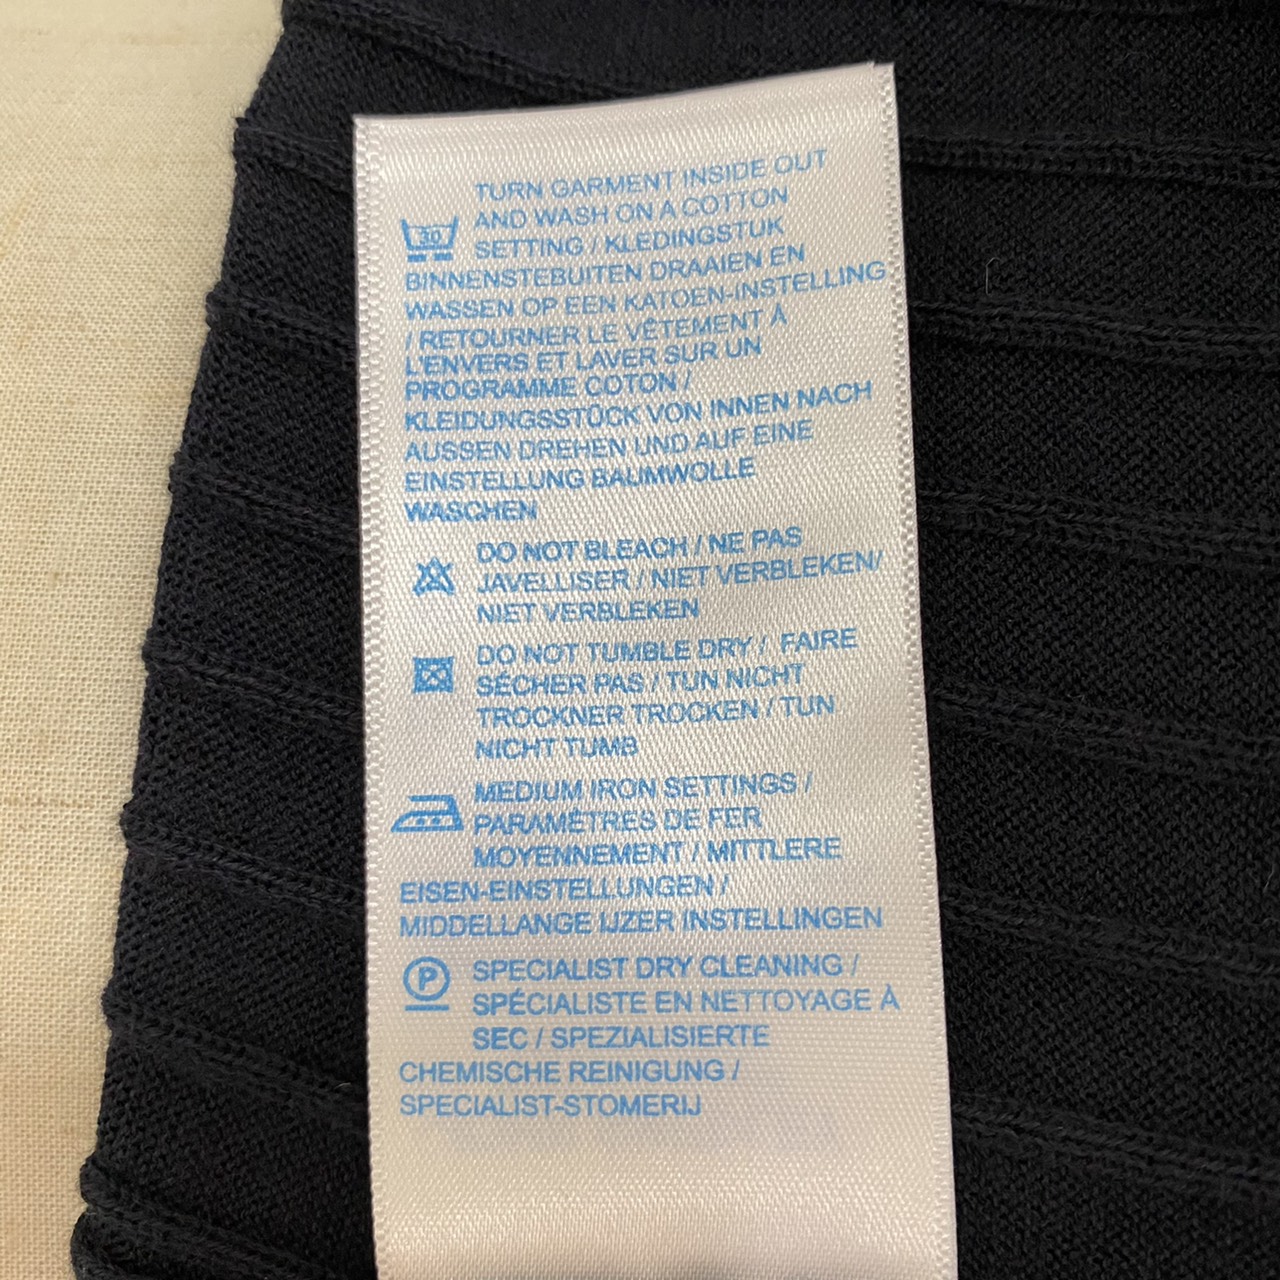 TURN GARMENT INSIDE OUT
AND WASH ON A COTTON
30
SETTING / KLEDINGSTUK
BINNENSTEBUITEN DRAAIEN EN
WASSEN OP EEN KATOEN-INSTELLING
/ RETOURNER LE VÊTEMENT À
L'ENVERS ET LAVER SUR UN
PROGRAMME COTON /
KLEIDUNGSSTÜCK VON INNEN NACH
AUSSEN DREHEN UND AUF EINE
EINSTELLUNG BAUMWOLLE
WASCHEN
DO NOT BLEACH / NE PAS
JAVELLISER / NIET VERBLEKEN/
NIET VERBLEKEN
DO NOT TUMBLE DRY / FAIRE
SÉCHER PAS / TUN NICHT
TROCKNER TROCKEN / TUN
NICHT TUMB
MEDIUM IRON SETTINGS /
PARAMÈTRES DE FER
MOYENNEMENT / MITTLERE
EISEN-EINSTELLUNGEN /
MIDDELLANGE IJZER INSTELLINGEN
P
SPECIALIST DRY CLEANING /
SPÉCIALISTE EN NETTOYAGE À
SEC / SPEZIALISIERTE
CHEMISCHE REINIGUNG /
SPECIALIST-STOMERIJ